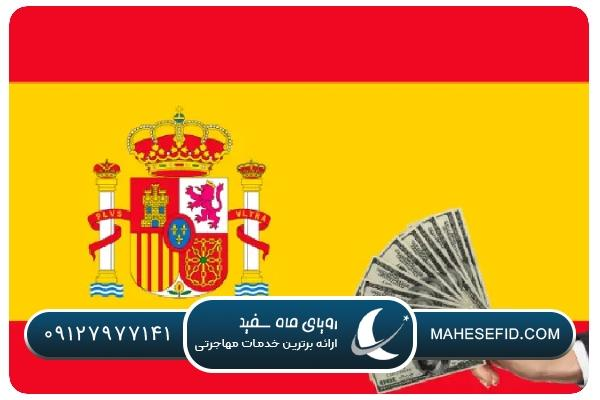 PLVS VLTRA
۰۹۱۲۷۹۷۷۱۴۱
رویای ماه سفید
ارائه برترین خدمات مهاجرتی
MAHESEFID.COM